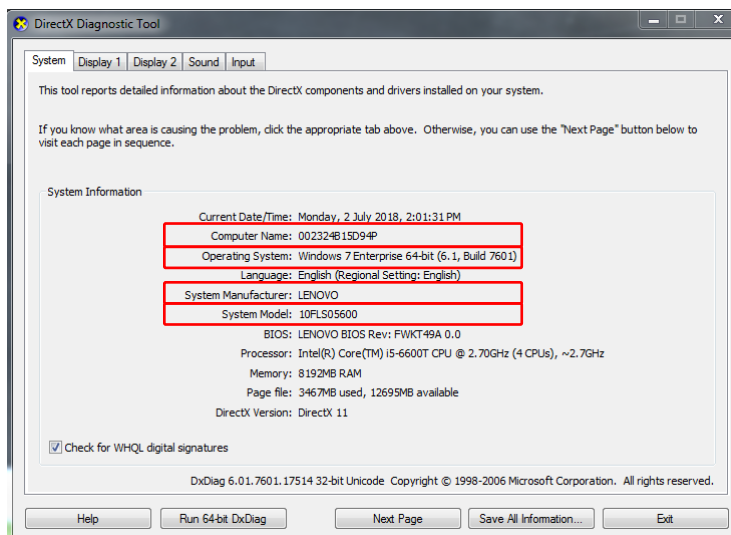 DirectX Diagnostic Tool
System Display 1 Display 2 Sound Input
This tool reports detailed information about the DirectX components and drivers installed on your system.
If you know what area is causing the problem, click the appropriate tab above. Otherwise, you can use the "Next Page" button below to
visit each page in sequence.
System Information
Current Date/Time: Monday, 2 July 2018, 2:01:31 PM
Computer Name: 002324B15D94P
Operating System: Windows 7 Enterprise 64-bit (6.1, Build 7601)
Language: English (Regional Setting: English)
System Manufacturer: LENOVO
System Model: 10FLS05600
BIOS: LENOVO BIOS Rev: FWKT49A 0.0
Processor: Intel(R) Core(TM) i5-6600T CPU @ 2.70GHz (4 CPUs), ~2.7GHz
Memory: 8192MB RAM
Page file: 3467MB used, 12695MB available
DirectX Version: DirectX 11
Check for WHQL digital signatures
DxDiag 6.01.7601.17514 32-bit Unicode Copyright © 1998-2006 Microsoft Corporation. All rights reserved.
Help Run 64-bit DxDiag Next Page Save All Information... Exit